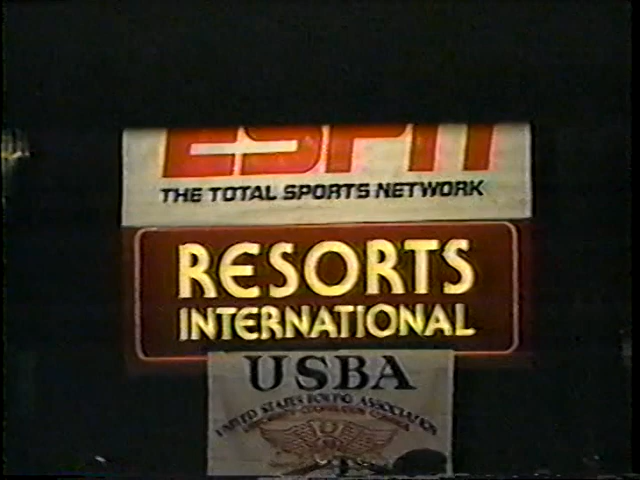 ESPN
THE TOTAL SPORTS NETWORK
RESORTS
INTERNATIONAL
USBA
UNITED STATES BOXING ASSOCIATION